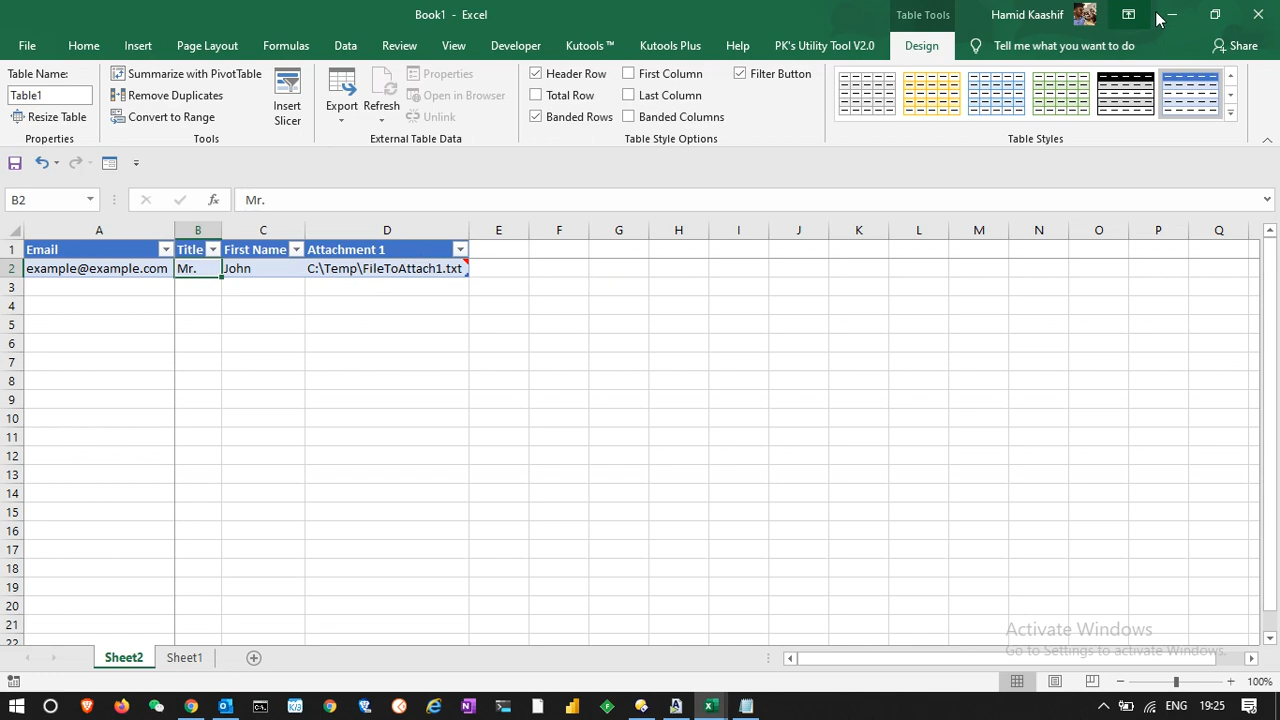 Book1 - Excel
Table Tools
Hamid Kaashif
File Home Insert Page Layout Formulas Data Review View Developer Kutools ™ Kutools Plus Help PK's Utility Tool V2.0 Design Tell me what you want to do Share
Table Name:
Table1
Resize Table
Properties
Summarize with PivotTable
Remove Duplicates
Convert to Range
Tools
Insert
Slicer
Export
Refresh
Properties
Open in Browser
Unlink
External Table Data
Header Row
Total Row
Banded Rows
First Column
Last Column
Banded Columns
Filter Button
Table Style Options
Table Styles
B2
fx
Mr.
A B C D E F G H I J K L M N O P Q
1 Email Title First Name Attachment 1
2 example@example.com Mr. John C:\Temp\FileToAttach1.txt
3
4
5
6
7
8
9
10
11
12
13
14
15
16
17
18
19
20
21
22
Activate Windows
Go to Settings to activate Windows.
Sheet2 Sheet1
100%
ENG 19:25